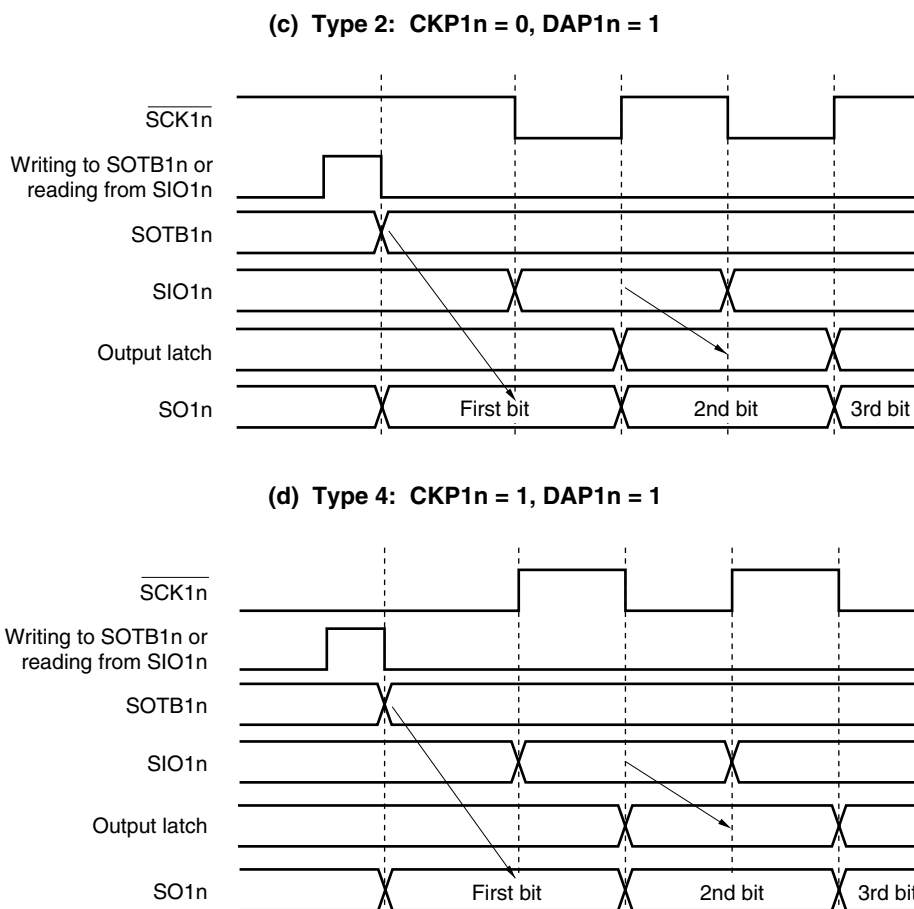 (c) Type 2: CKP1n = 0, DAP1n = 1
SCK1n
Writing to SOTB1n or
reading from SIO1n
SOTB1n
SIO1n
Output latch
SO1n
First bit
2nd bit
3rd bit
(d) Type 4: CKP1n = 1, DAP1n = 1
SCK1n
Writing to SOTB1n or
reading from SIO1n
SOTB1n
SIO1n
Output latch
SO1n
First bit
2nd bit
3rd bit